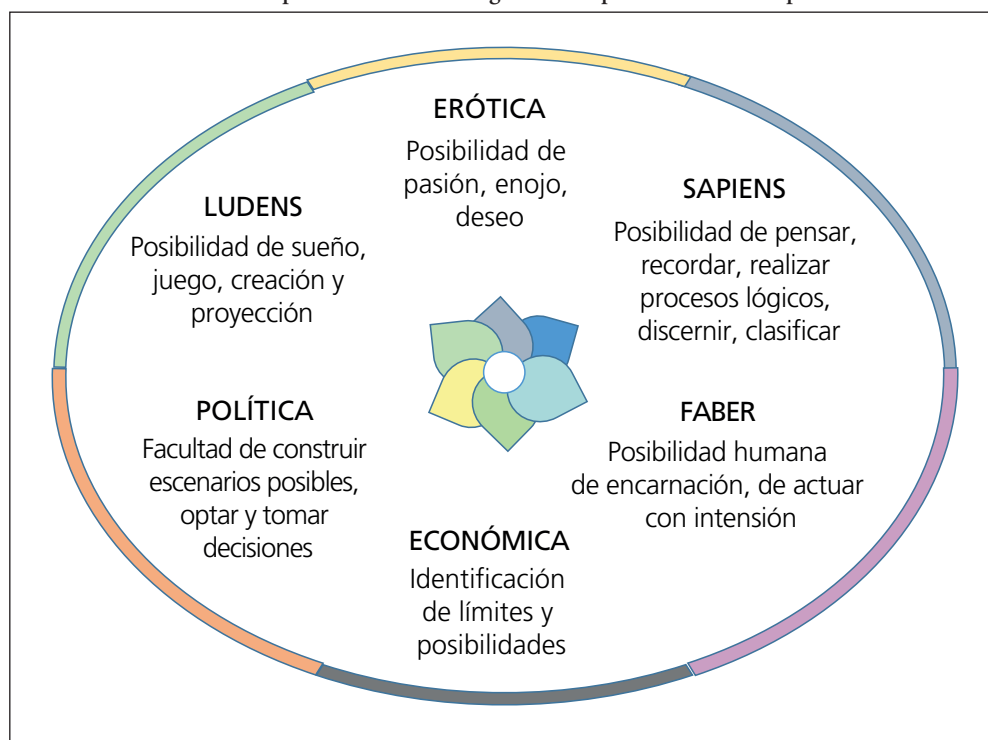 ERÓTICA
Posibilidad de
pasión, enojo,
deseo
SAPIENS
Posibilidad de pensar,
recordar, realizar
procesos lógicos,
discernir, clasificar
FABER
Posibilidad humana
de encarnación, de actuar
con intensión
ECONÓMICA
Identificación
de límites y
posibilidades
POLÍTICA
Facultad de construir
escenarios posibles,
optar y tomar
decisiones
LUDENS
Posibilidad de sueño,
juego, creación y
proyección